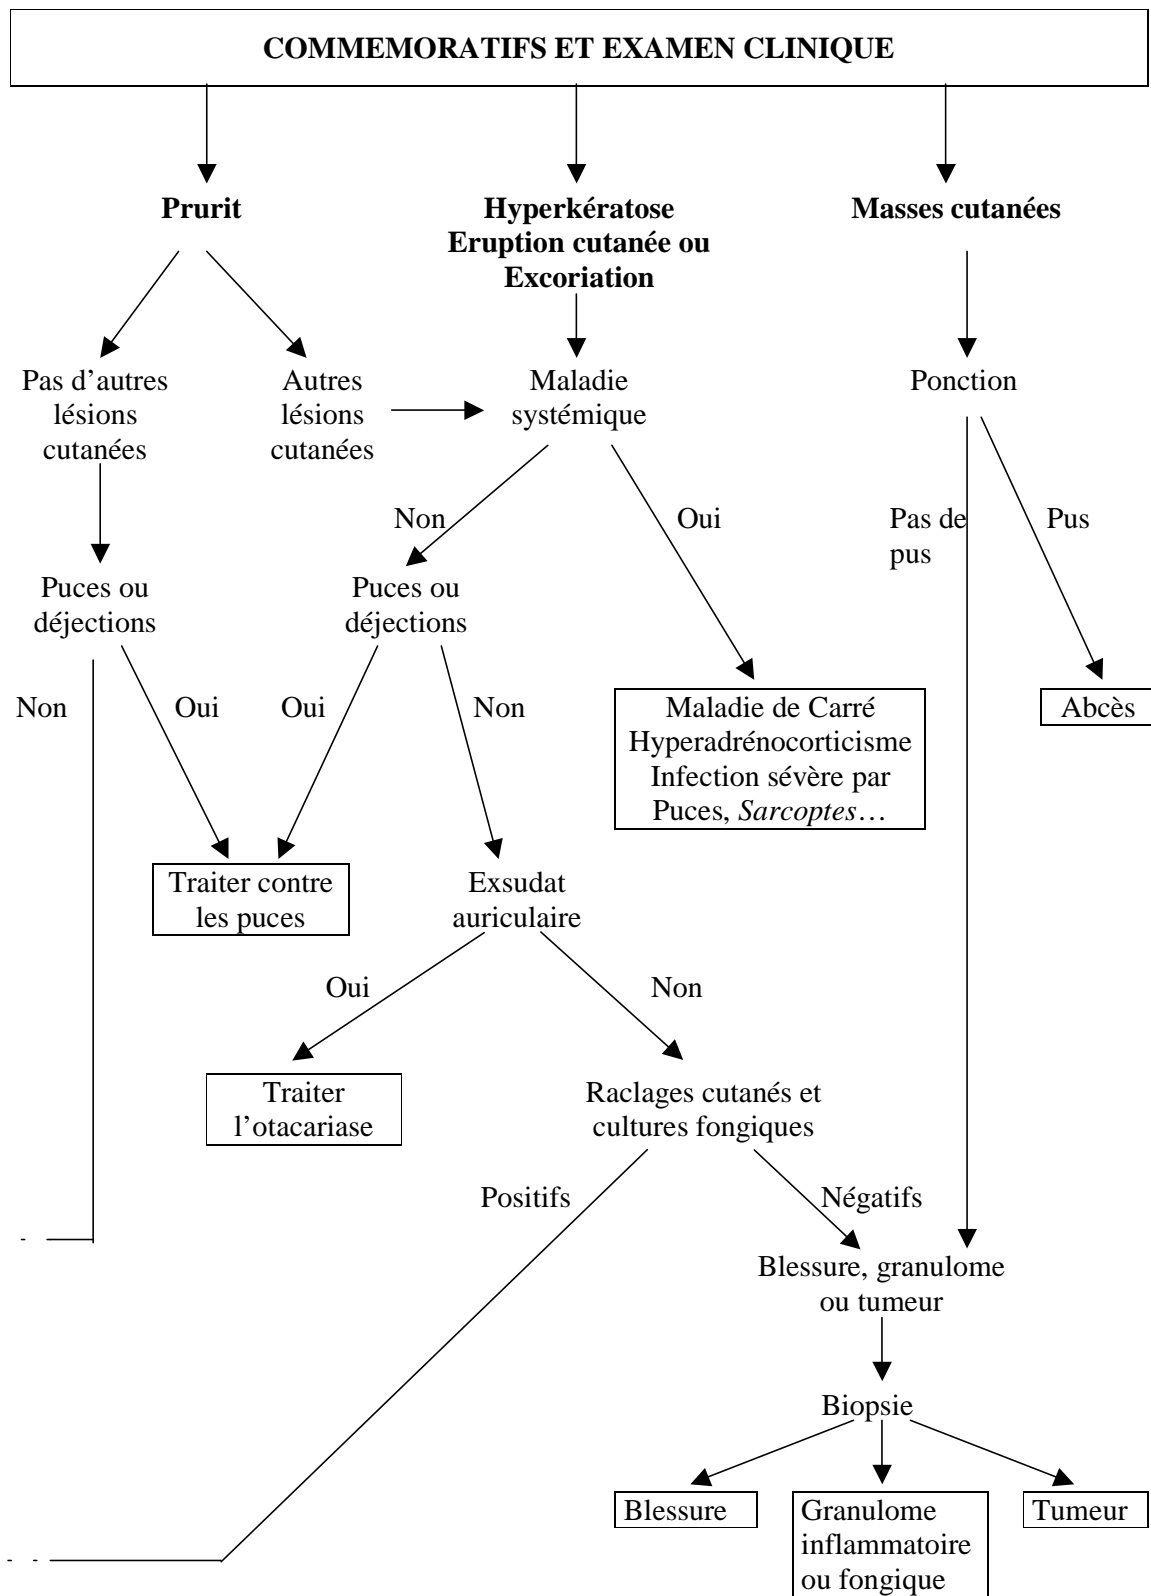 COMMEMORATIFS ET EXAMEN CLINIQUE
Prurit
Hyperkératose
Eruption cutanée ou
Excoriation
Masses cutanées
Pas d’autres
lésions
cutanées
Autres
lésions
cutanées
Maladie
systémique
Ponction
Non
Oui
Pas de
pus
Pus
Puces ou
déjections
Puces ou
déjections
Non
Oui
Oui
Non
Maladie de Carré
Hyperadrénocorticisme
Infection sévère par
Puces, Sarcoptes…
Abcès
Traiter contre
les puces
Exsudat
auriculaire
Oui
Non
Traiter
l’otacariase
Raclages cutanés et
cultures fongiques
Positifs
Négatifs
Blessure, granulome
ou tumeur
Biopsie
Blessure
Granulome
inflammatoire
ou fongique
Tumeur